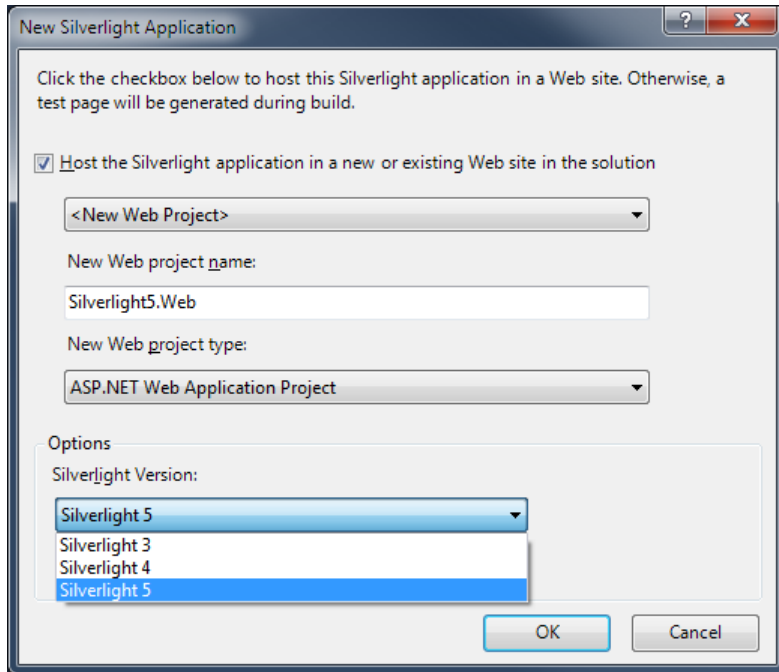 New Silverlight Application
Click the checkbox below to host this Silverlight application in a Web site. Otherwise, a
test page will be generated during build.
Host the Silverlight application in a new or existing Web site in the solution
<New Web Project>
New Web project name:
Silverlight5.Web
New Web project type:
ASP.NET Web Application Project
Options
Silverlight Version:
Silverlight 5
Silverlight 3
Silverlight 4
Silverlight 5
OK Cancel